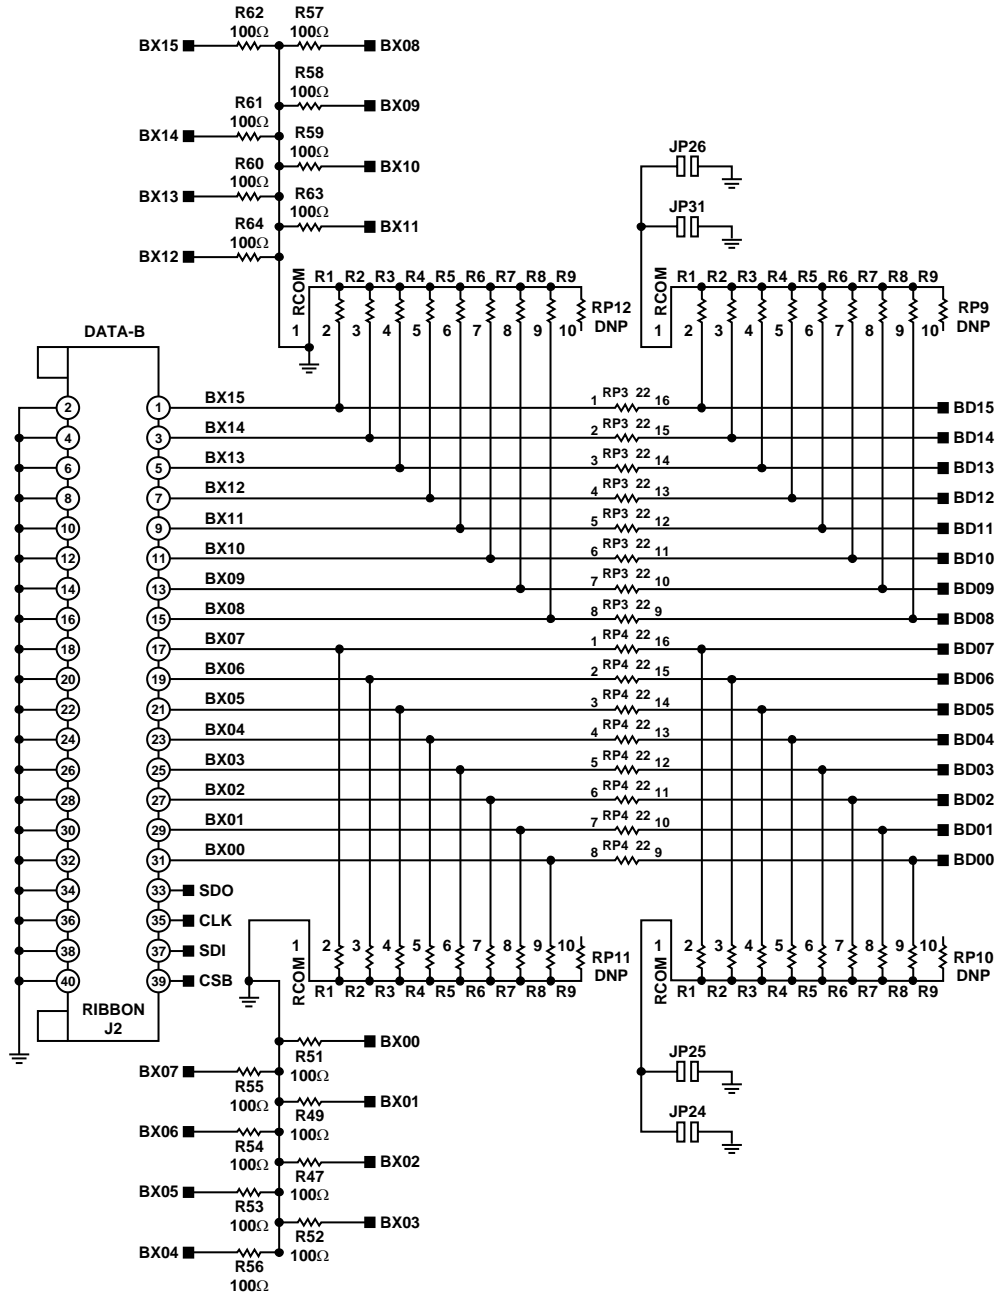 R62 R57
100Ω 100Ω
BX15 BX08
R58
100Ω
BX09
R61
100Ω
BX14
R59
100Ω
BX10
R60
100Ω
BX13
R63
100Ω
BX11
R64
100Ω
BX12
JP26
JP31
RCOM R1 R2 R3 R4 R5 R6 R7 R8 R9
RP12
DNP
1 2 3 4 5 6 7 8 9 10
RCOM R1 R2 R3 R4 R5 R6 R7 R8 R9
RP9
DNP
1 2 3 4 5 6 7 8 9 10
DATA-B
2 1 BX15 1 RP3 22 16 BD15
4 3 BX14 2 RP3 22 15 BD14
6 5 BX13 3 RP3 22 14 BD13
8 7 BX12 4 RP3 22 13 BD12
10 9 BX11 5 RP3 22 12 BD11
12 11 BX10 6 RP3 22 11 BD10
14 13 BX09 7 RP3 22 10 BD09
16 15 BX08 8 RP3 22 9 BD08
18 17 BX07 1 RP4 22 16 BD07
20 19 BX06 2 RP4 22 15 BD06
22 21 BX05 3 RP4 22 14 BD05
24 23 BX04 4 RP4 22 13 BD04
26 25 BX03 5 RP4 22 12 BD03
28 27 BX02 6 RP4 22 11 BD02
30 29 BX01 7 RP4 22 10 BD01
32 31 BX00 8 RP4 22 9 BD00
34 33 SDO
36 35 CLK
38 37 SDI
40 39 CSB
RIBBON
J2
1 2 3 4 5 6 7 8 9 10
RP11
DNP
RCOM R1 R2 R3 R4 R5 R6 R7 R8 R9
1 2 3 4 5 6 7 8 9 10
RP10
DNP
RCOM R1 R2 R3 R4 R5 R6 R7 R8 R9
BX00
R51
100Ω
BX07
R55
100Ω
BX01
R49
100Ω
BX06
R54
100Ω
BX02
R47
100Ω
BX05
R53
100Ω
BX03
R52
100Ω
BX04
R56
100Ω
JP25
JP24